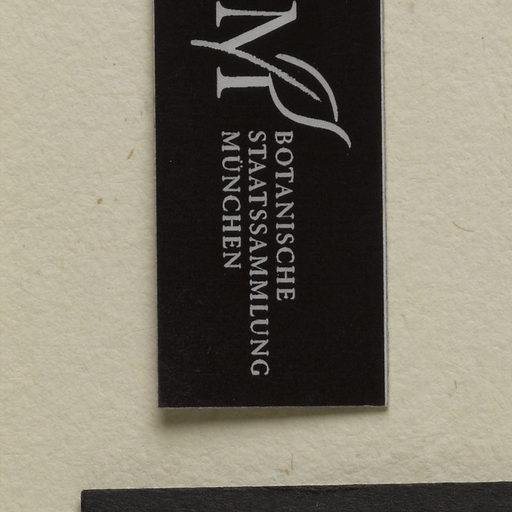 M
BOTANISCHE
STAATSSAMMLUNG
MÜNCHEN